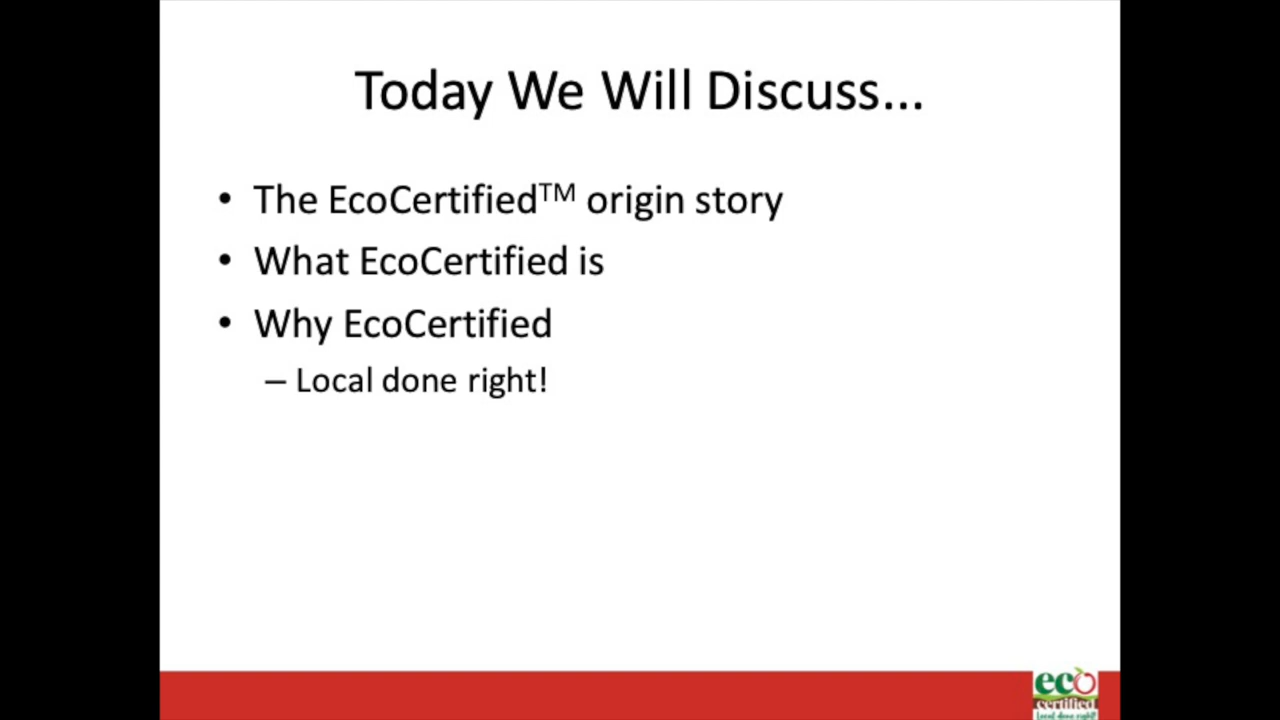 Today We Will Discuss...
• The EcoCertifiedTM origin story
• What EcoCertified is
• Why EcoCertified
– Local done right!
eco
certified
Local done right!